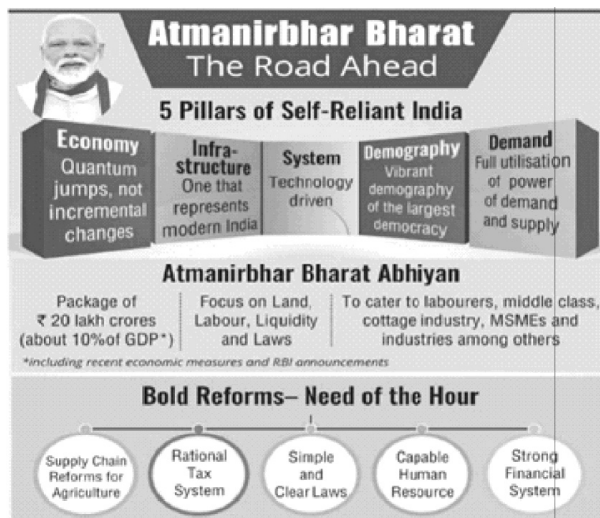 Atmanirbhar Bharat
The Road Ahead
5 Pillars of Self-Reliant India
Economy
Quantum
jumps, not
incremental
changes
Infra-
structure
One that
represents
modern India
System
Technology
driven
Demography
Vibrant
demography
of the largest
democracy
Demand
Full utilisation
of power
of demand
and supply
Atmanirbhar Bharat Abhiyan
Package of
₹ 20 lakh crores
(about 10%of GDP*)
Focus on Land,
Labour, Liquidity
and Laws
To cater to labourers, middle class,
cottage industry, MSMEs and
industries among others
*including recent economic measures and RBI announcements
Bold Reforms– Need of the Hour
Supply Chain
Reforms for
Agriculture
Rational
Tax
System
Simple
and
Clear Laws
Capable
Human
Resource
Strong
Financial
System